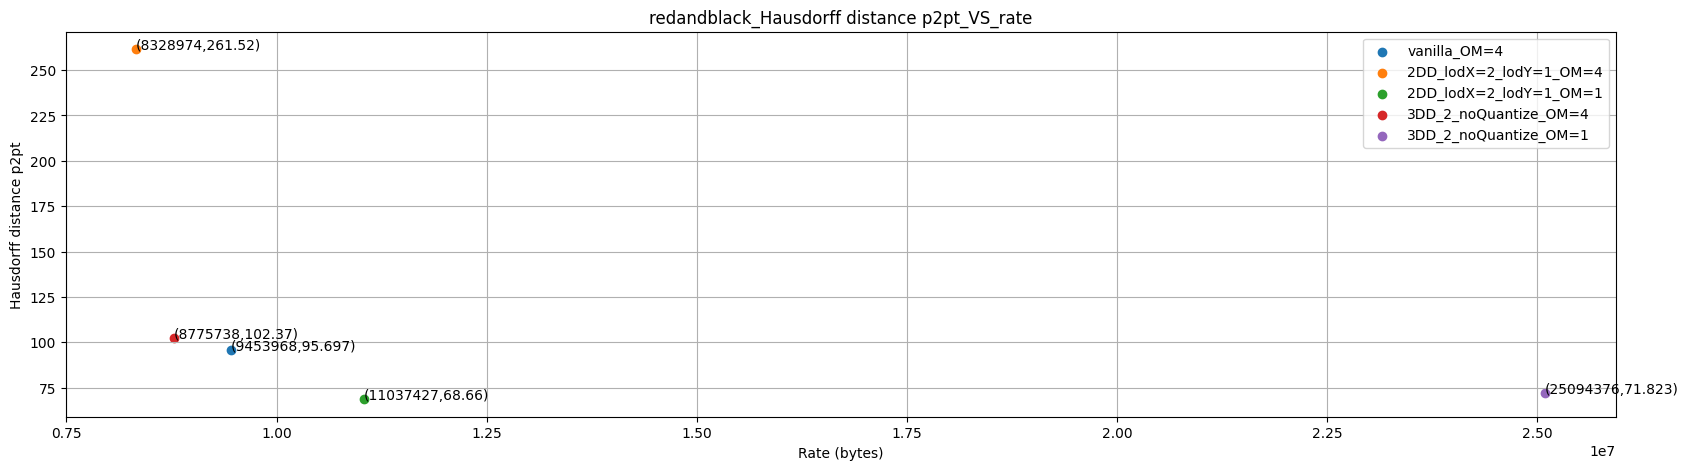 redandblack_Hausdorff distance p2pt_VS_rate
(8328974,261.52)
vanilla_OM=4
2DD_lodX=2_lodY=1_OM=4
2DD_lodX=2_lodY=1_OM=1
3DD_2_noQuantize_OM=4
3DD_2_noQuantize_OM=1
250
225
200
175
150
125
100
75
Hausdorff distance p2pt
(8775738,102.37)
(9453968,95.697)
(11037427,68.66)
(25094376,71.823)
0.75 1.00 1.25 1.50 1.75 2.00 2.25 2.50
1e7
Rate (bytes)